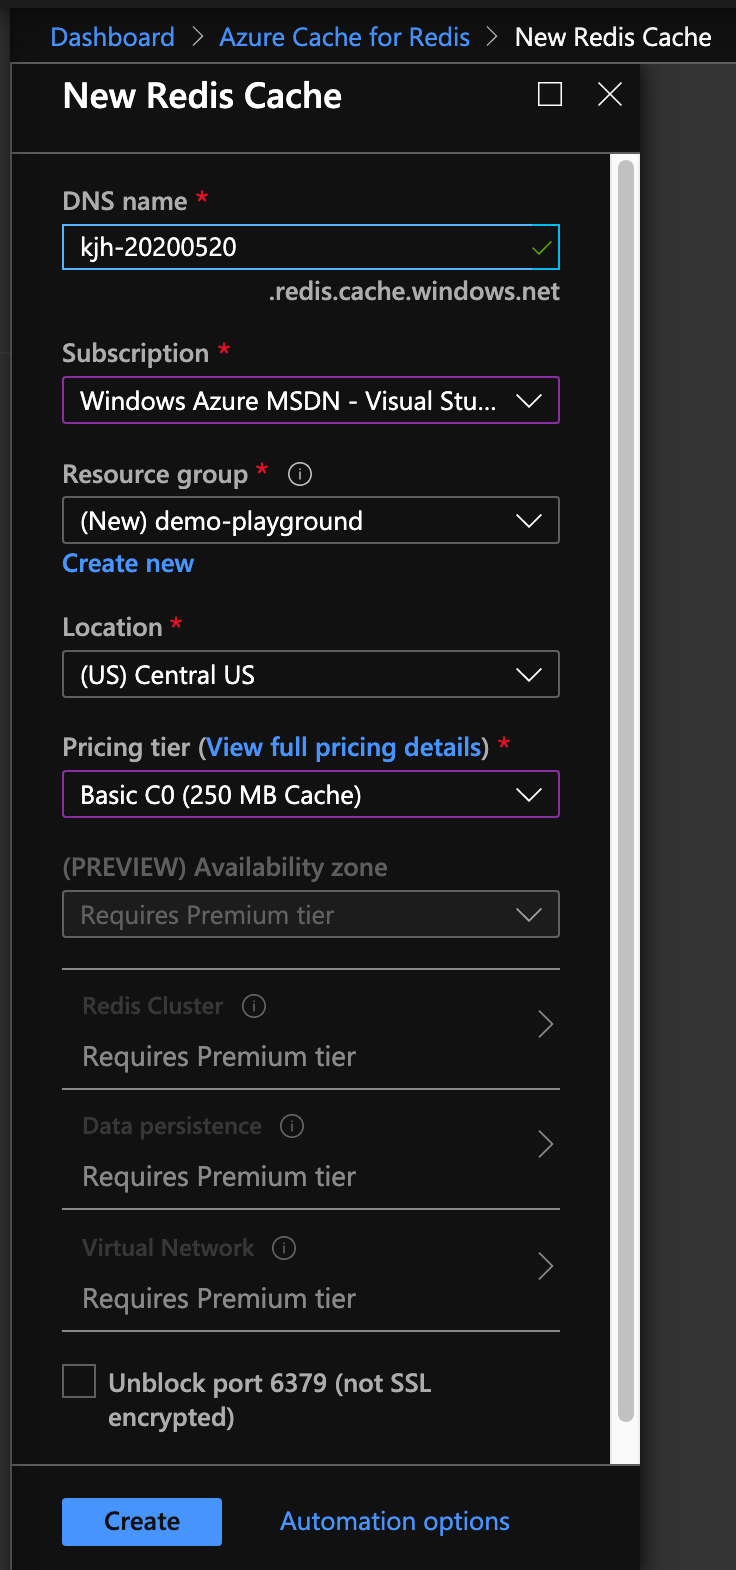 Dashboard > Azure Cache for Redis > New Redis Cache
New Redis Cache
DNS name *
kjh-20200520
.redis.cache.windows.net
Subscription *
Windows Azure MSDN - Visual Stu...
Resource group *
(New) demo-playground
Create new
Location *
(US) Central US
Pricing tier (View full pricing details) *
Basic C0 (250 MB Cache)
(PREVIEW) Availability zone
Requires Premium tier
Redis Cluster
Requires Premium tier
Data persistence
Requires Premium tier
Virtual Network
Requires Premium tier
Unblock port 6379 (not SSL
encrypted)
Create
Automation options